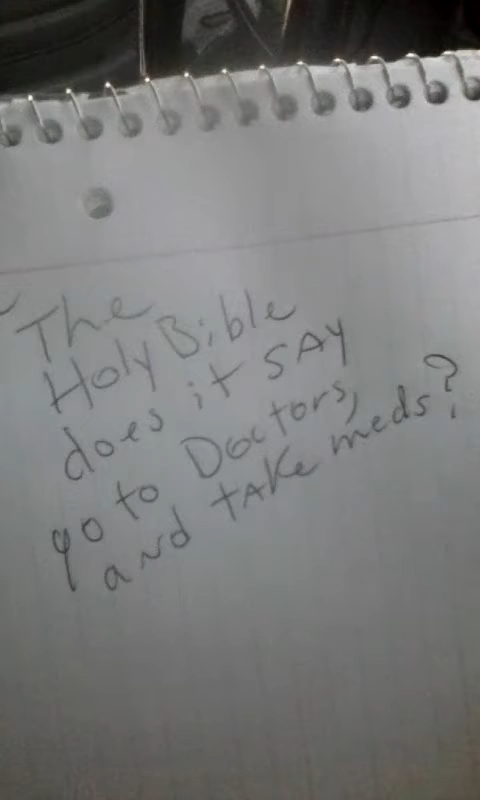 The
Holy Bible
does it SAY
go to Doctors,
and take meds?